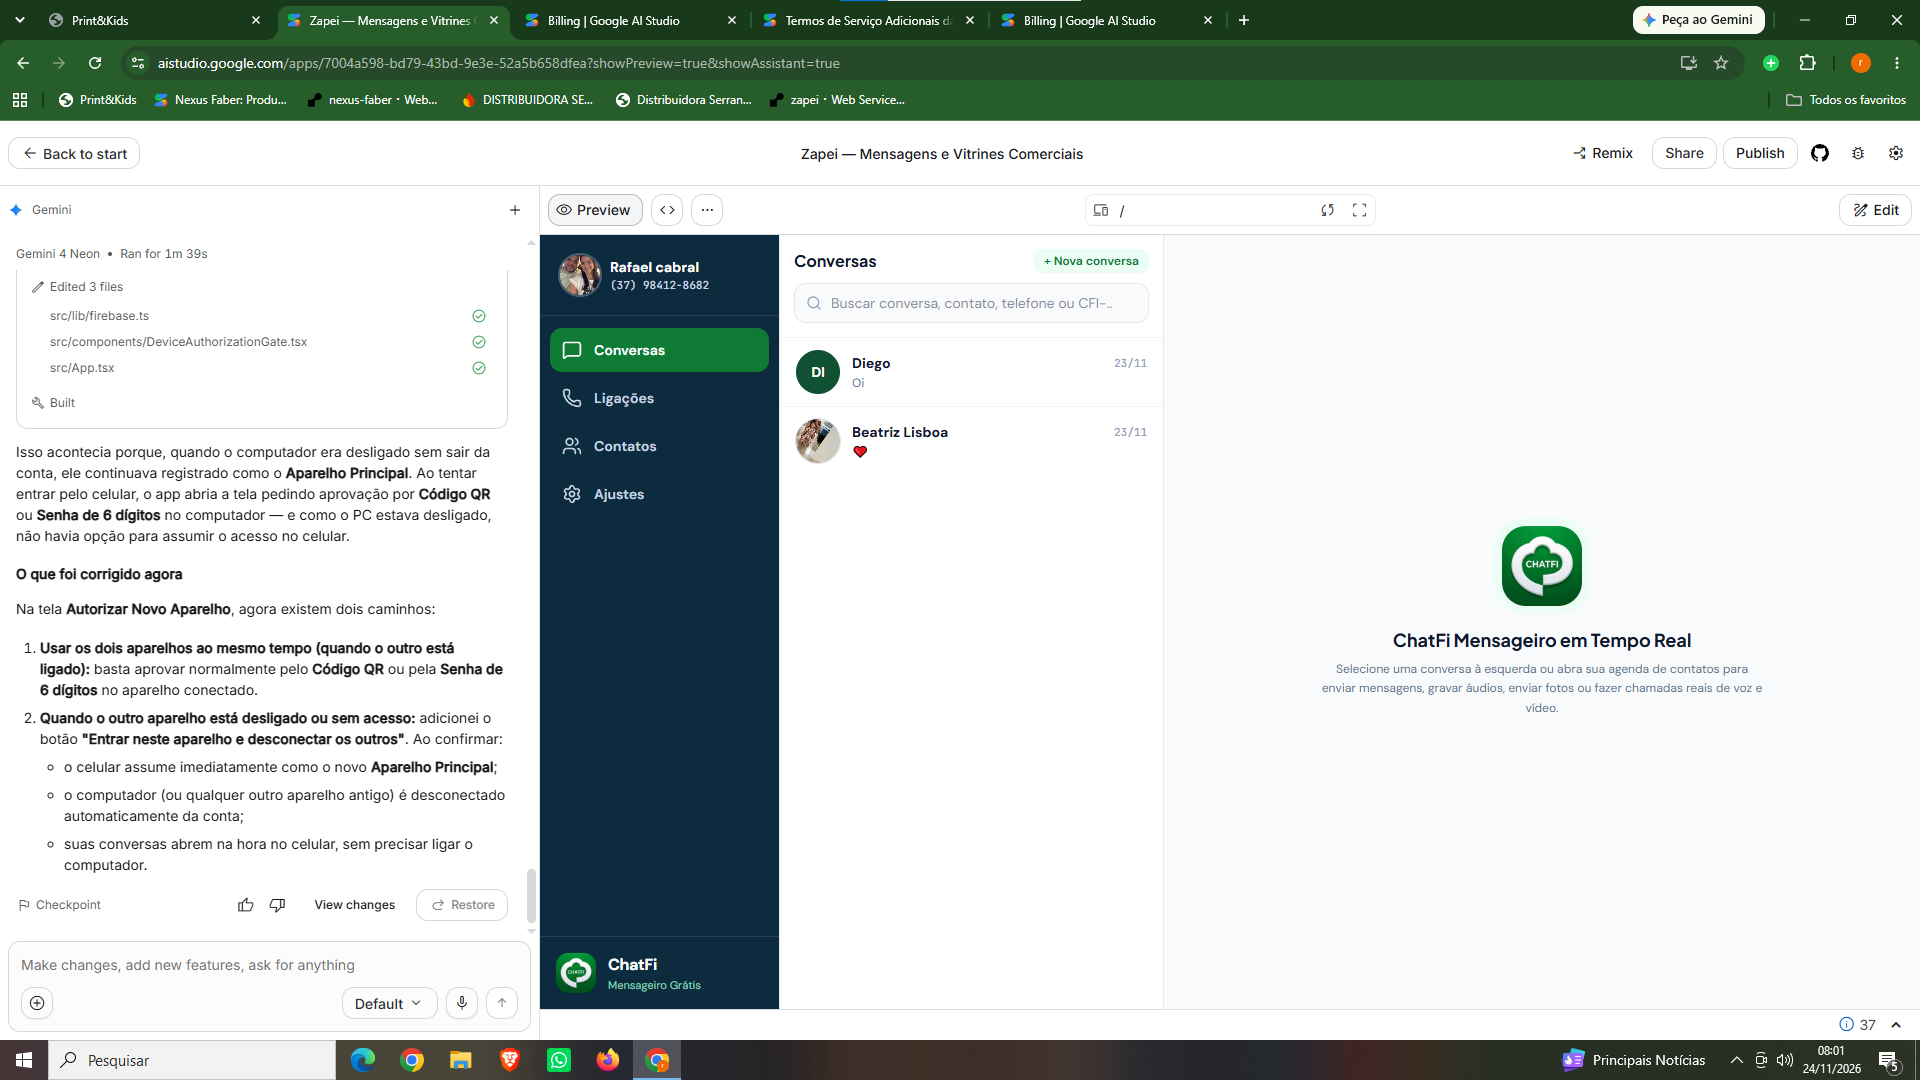 Print&Kids
Zapei — Mensagens e Vitrines
Billing | Google AI Studio
Termos de Serviço Adicionais d
Billing | Google AI Studio
Peça ao Gemini
aistudio.google.com/apps/7004a598-bd79-43bd-9e3e-52a5b658dfea?showPreview=true&showAssistant=true
r
Print&Kids
Nexus Faber: Produ...
nexus-faber・Web...
DISTRIBUIDORA SE...
Distribuidora Serran...
zapei・Web Service...
Todos os favoritos
Back to start
Zapei — Mensagens e Vitrines Comerciais
Remix
Share
Publish
Gemini
Gemini 4 Neon • Ran for 1m 39s
Edited 3 files
src/lib/firebase.ts
src/components/DeviceAuthorizationGate.tsx
src/App.tsx
Built
Isso acontecia porque, quando o computador era desligado sem sair da
conta, ele continuava registrado como o Aparelho Principal. Ao tentar
entrar pelo celular, o app abria a tela pedindo aprovação por Código QR
ou Senha de 6 dígitos no computador — e como o PC estava desligado,
não havia opção para assumir o acesso no celular.
O que foi corrigido agora
Na tela Autorizar Novo Aparelho, agora existem dois caminhos:
1. Usar os dois aparelhos ao mesmo tempo (quando o outro está
ligado): basta aprovar normalmente pelo Código QR ou pela Senha de
6 dígitos no aparelho conectado.
2. Quando o outro aparelho está desligado ou sem acesso: adicionei o
botão "Entrar neste aparelho e desconectar os outros". Ao confirmar:
o celular assume imediatamente como o novo Aparelho Principal;
o computador (ou qualquer outro aparelho antigo) é desconectado
automaticamente da conta;
suas conversas abrem na hora no celular, sem precisar ligar o
computador.
Checkpoint
View changes
Restore
Make changes, add new features, ask for anything
Default
Preview
/
Edit
Rafael cabral
(37) 98412-8682
Conversas
Ligações
Contatos
Ajustes
CHATFI
ChatFi
Mensageiro Grátis
Conversas
+ Nova conversa
Buscar conversa, contato, telefone ou CFI-..
DI
Diego
23/11
Oi
Beatriz Lisboa
23/11
CHATFI
ChatFi Mensageiro em Tempo Real
Selecione uma conversa à esquerda ou abra sua agenda de contatos para
enviar mensagens, gravar áudios, enviar fotos ou fazer chamadas reais de voz e
vídeo.
37
Pesquisar
Principais Notícias
08:01
24/11/2026
5